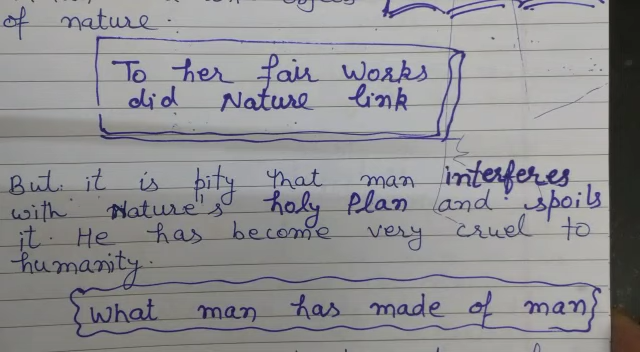 of nature.
To her fair Works
did Nature link
But it is pity that man interferes
with Nature's holy Plan and spoils
it. He has become very cruel to
humanity.
What man has made of man